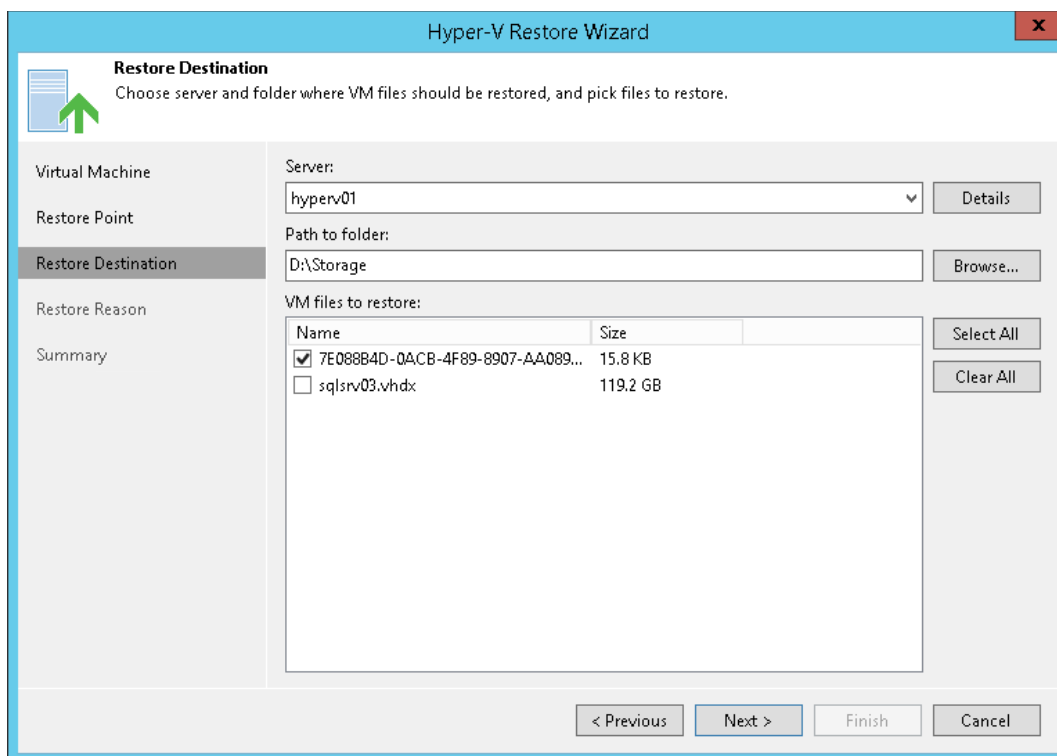 Hyper-V Restore Wizard
x
Restore Destination
Choose server and folder where VM files should be restored, and pick files to restore.
Virtual Machine
Restore Point
Restore Destination
Restore Reason
Summary
Server:
hyperv01
Details
Path to folder:
D:\Storage
Browse...
VM files to restore:
Name Size
7E088B4D-0ACB-4F89-8907-AA089... 15.8 KB
sqlsrv03.vhdx 119.2 GB
Select All
Clear All
< Previous Next > Finish Cancel